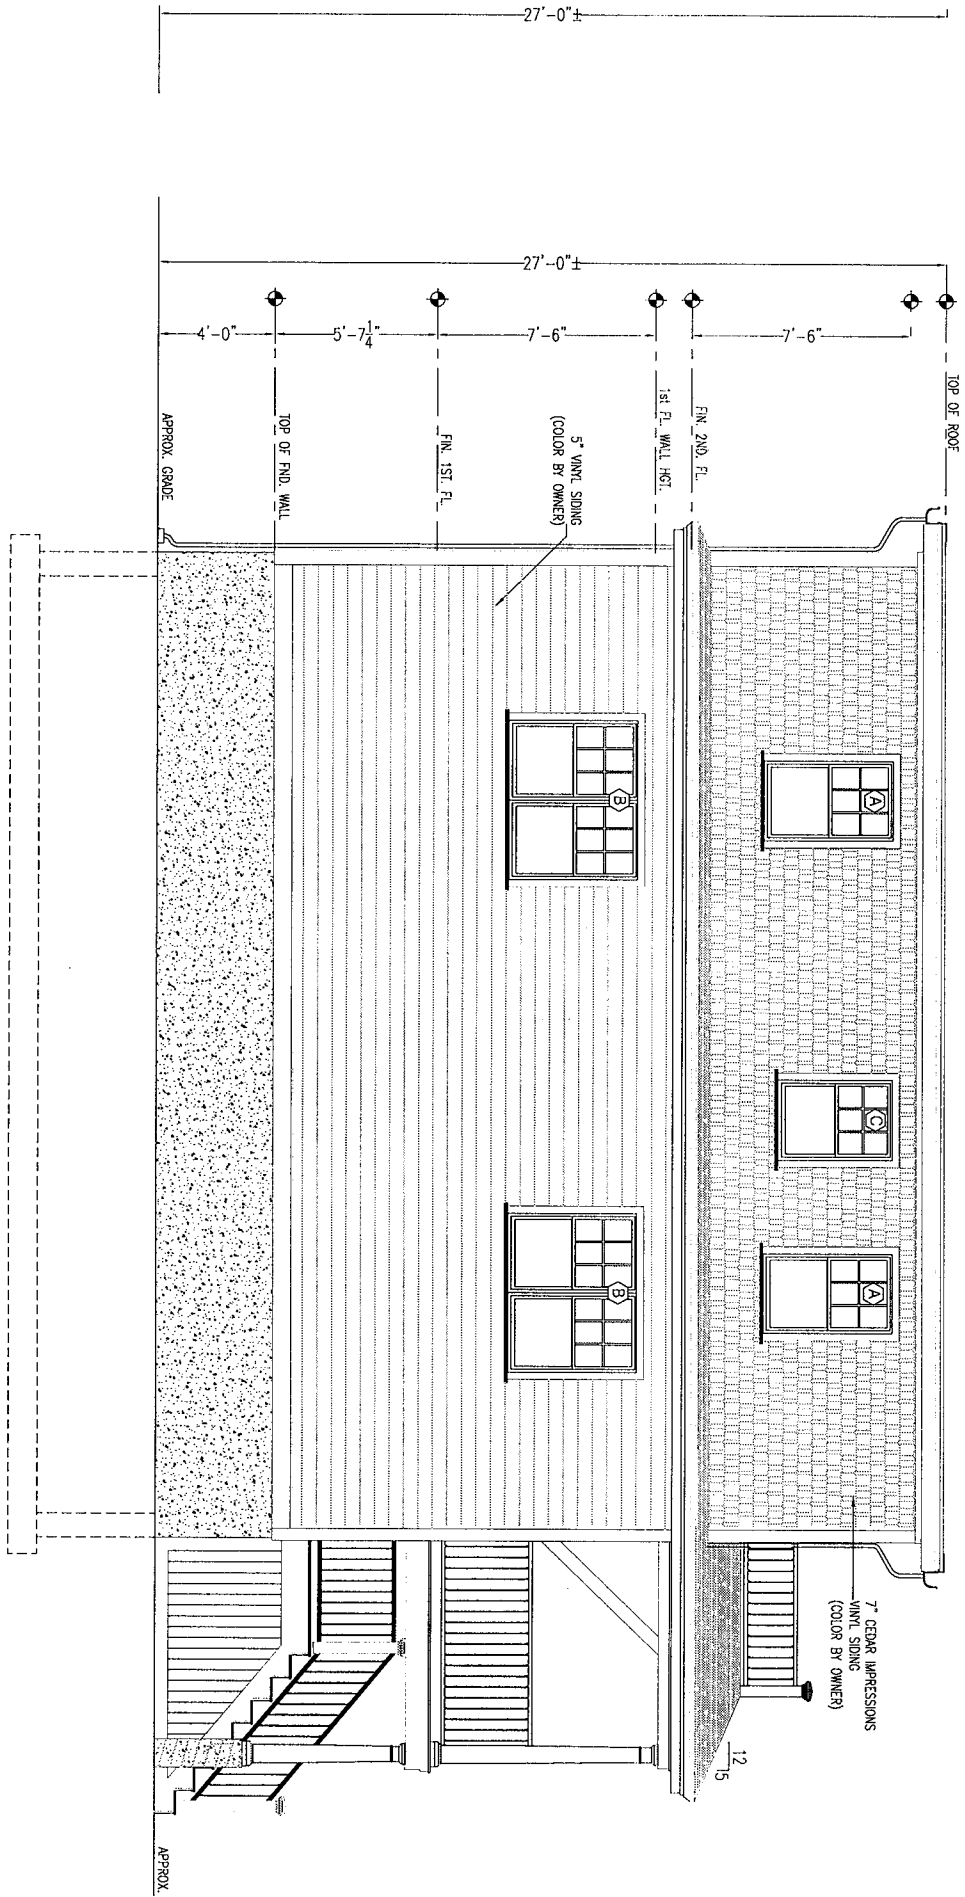 27'-0"±
27'-0"±
4'-0"
5'-7 1/4
7'-6"
7'-6"
TOP OF ROOF
FIN. 2ND. FL.
1st FL. WALL HGT.
FIN. 1ST. FL.
TOP OF FND. WALL
APPROX. GRADE
5" VINYL SIDING
(COLOR BY OWNER)
A
C
A
B
B
7" CEDAR IMPRESSIONS
VINYL SIDING
(COLOR BY OWNER)
12
5
APPROX.